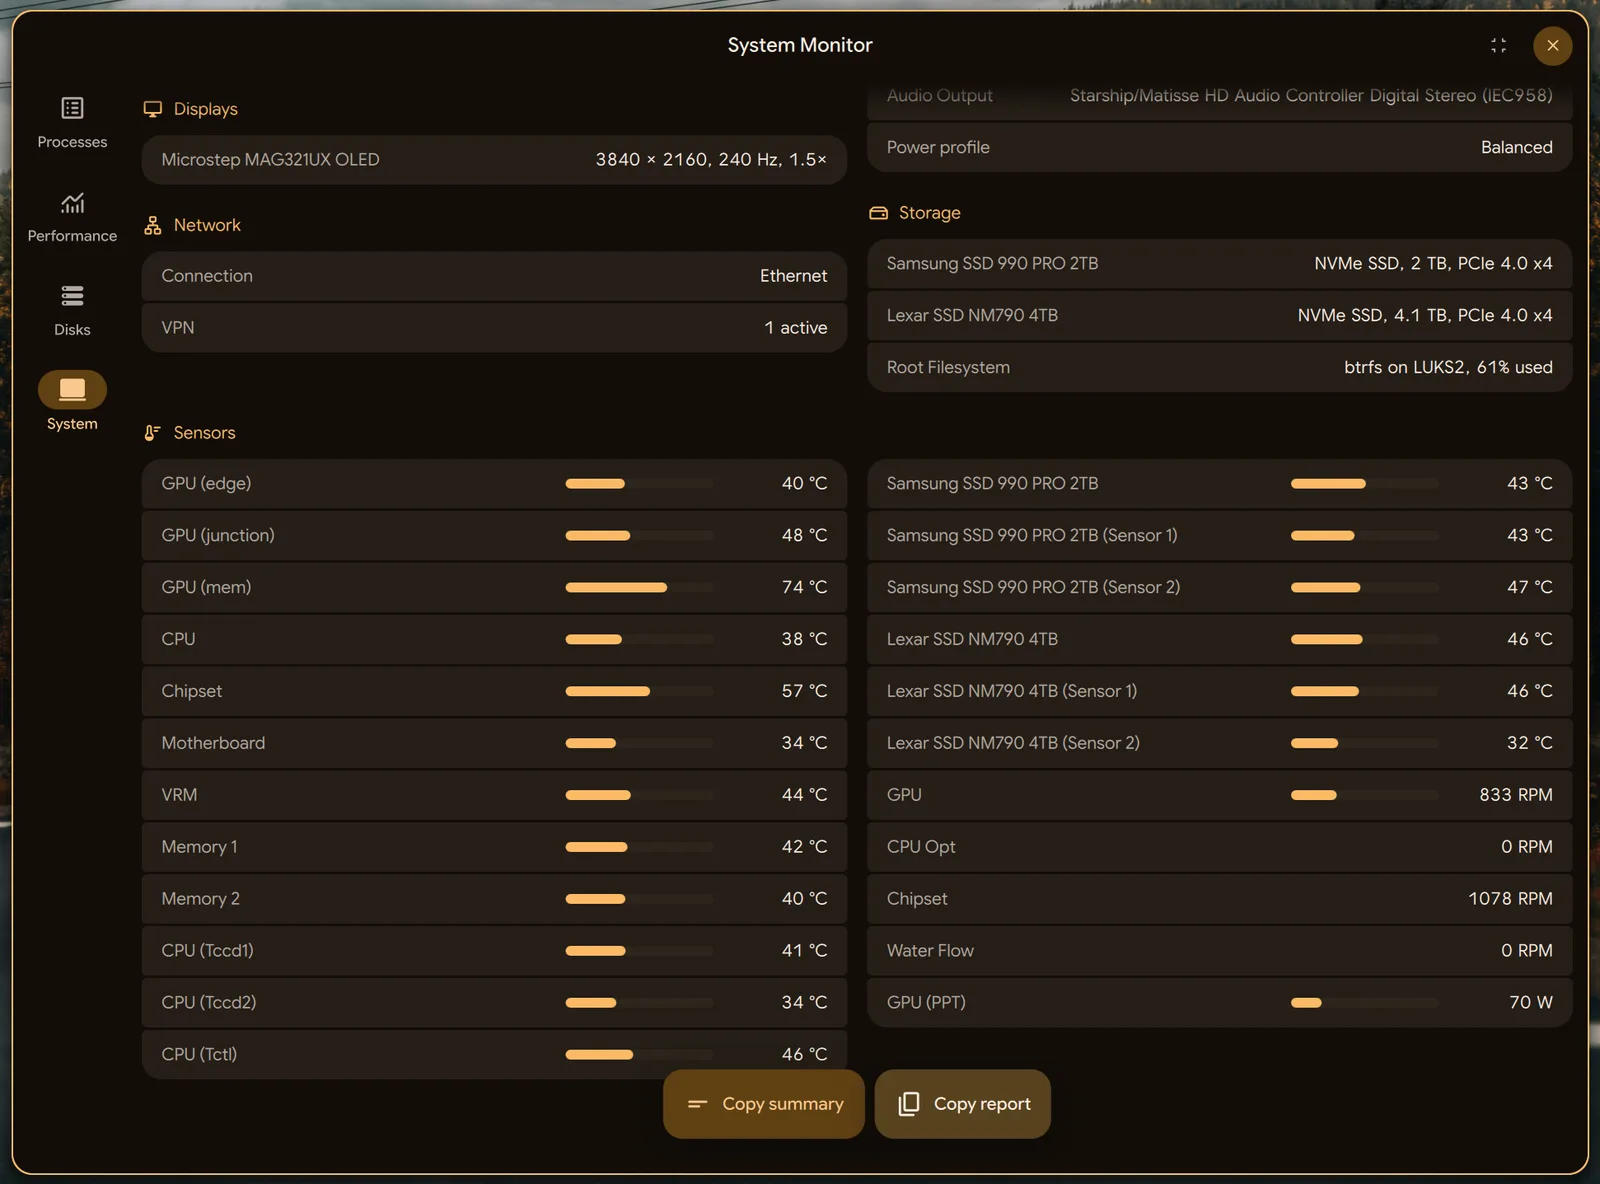 System Monitor
Processes
Performance
Disks
System
Displays
Microstep MAG321UX OLED 3840 × 2160, 240 Hz, 1.5×
Network
Connection Ethernet
VPN 1 active
Audio Output Starship/Matisse HD Audio Controller Digital Stereo (IEC958)
Power profile Balanced
Storage
Samsung SSD 990 PRO 2TB NVMe SSD, 2 TB, PCIe 4.0 x4
Lexar SSD NM790 4TB NVMe SSD, 4.1 TB, PCIe 4.0 x4
Root Filesystem btrfs on LUKS2, 61% used
Sensors
GPU (edge) 40 °C
GPU (junction) 48 °C
GPU (mem) 74 °C
CPU 38 °C
Chipset 57 °C
Motherboard 34 °C
VRM 44 °C
Memory 1 42 °C
Memory 2 40 °C
CPU (Tccd1) 41 °C
CPU (Tccd2) 34 °C
CPU (Tctl) 46 °C
Samsung SSD 990 PRO 2TB 43 °C
Samsung SSD 990 PRO 2TB (Sensor 1) 43 °C
Samsung SSD 990 PRO 2TB (Sensor 2) 47 °C
Lexar SSD NM790 4TB 46 °C
Lexar SSD NM790 4TB (Sensor 1) 46 °C
Lexar SSD NM790 4TB (Sensor 2) 32 °C
GPU 833 RPM
CPU Opt 0 RPM
Chipset 1078 RPM
Water Flow 0 RPM
GPU (PPT) 70 W
Copy summary
Copy report